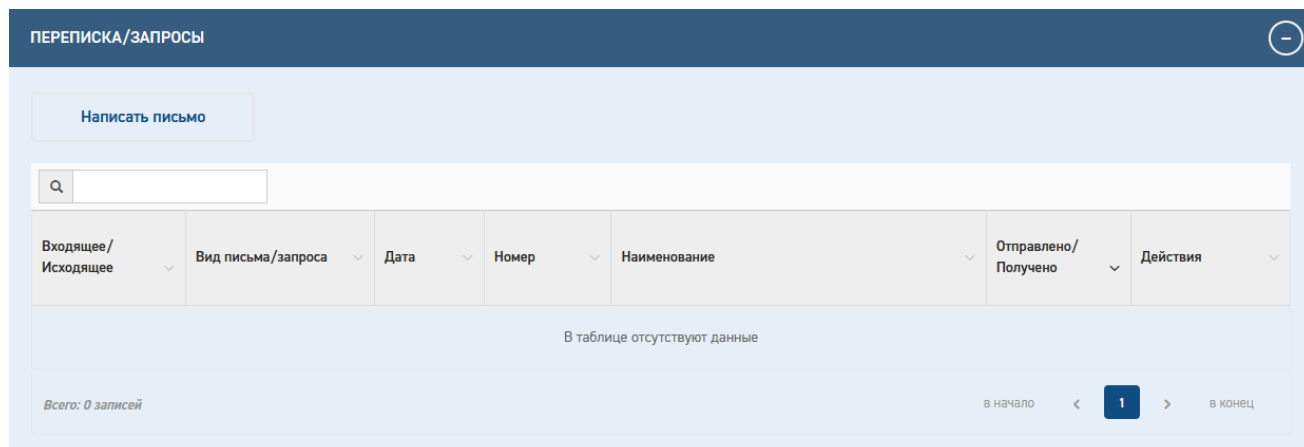 ПЕРЕПИСКА/ЗАПРОСЫ
Написать письмо
Входящее/
Исходящее
Вид письма/запроса
Дата
Номер
Наименование
Отправлено/
Получено
Действия
В таблице отсутствуют данные
Всего: 0 записей
в начало
1
в конец